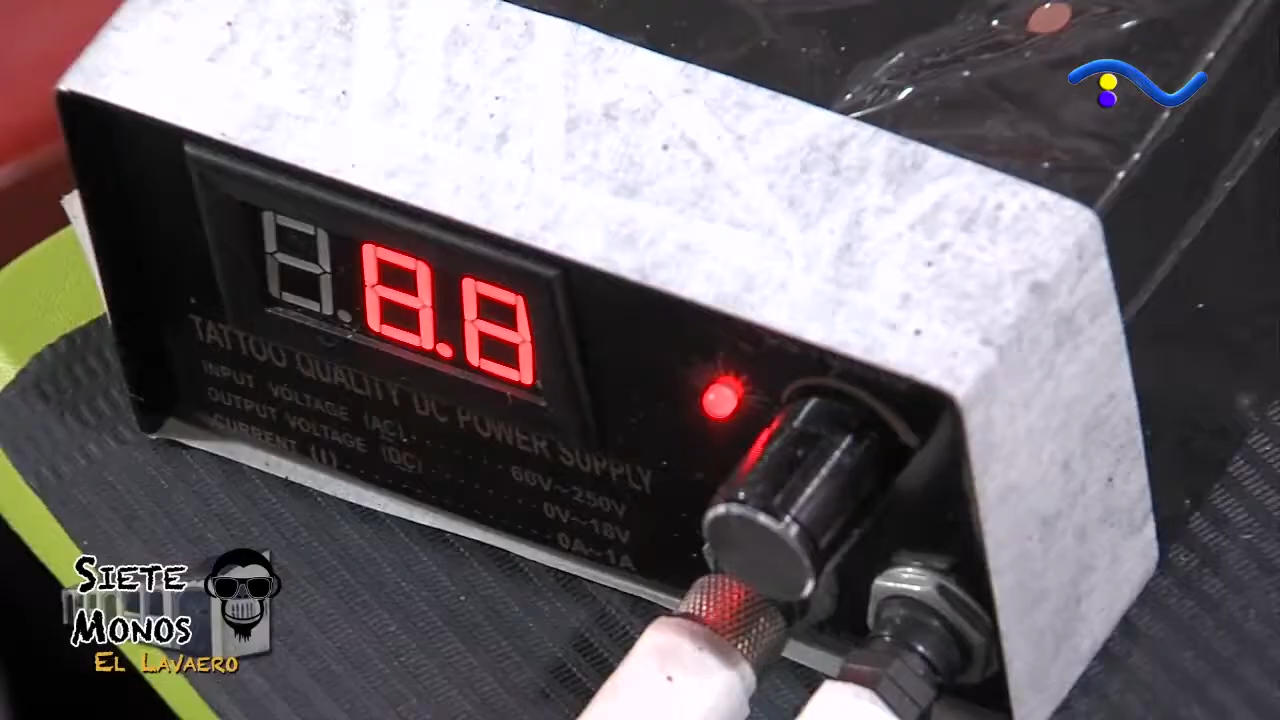 8.8
TATTOO QUALITY DC POWER SUPPLY
INPUT VOLTAGE (AC)........ 60V~250V
OUTPUT VOLTAGE (DC)........ 0V~18V
CURRENT (I)........ 0A~1A
SIETE
MONOS
EL LAVAERO